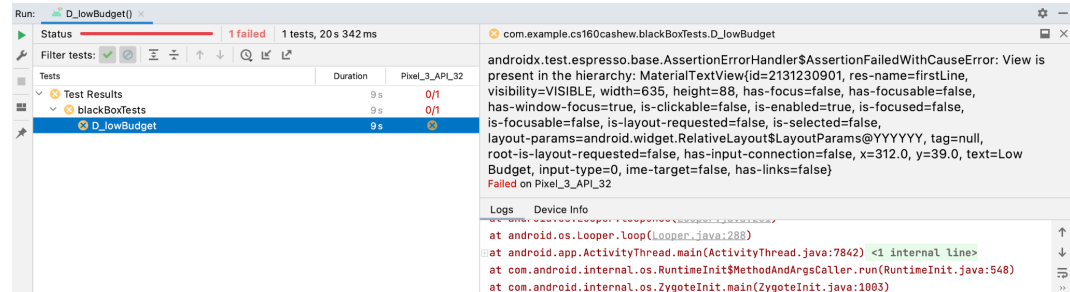 Run: D_lowBudget()
Status 1 failed 1 tests, 20 s 342 ms
Filter tests:
Tests Duration Pixel_3_API_32
Test Results 9 s 0/1
blackBoxTests 9 s 0/1
D_lowBudget 9 s
com.example.cs160cashew.blackBoxTests.D_lowBudget
androidx.test.espresso.base.AssertionErrorHandler$AssertionFailedWithCauseError: View is
present in the hierarchy: MaterialTextView{id=2131230901, res-name=firstLine,
visibility=VISIBLE, width=635, height=88, has-focus=false, has-focusable=false,
has-window-focus=true, is-clickable=false, is-enabled=true, is-focused=false,
is-focusable=false, is-layout-requested=false, is-selected=false,
layout-params=android.widget.RelativeLayout$LayoutParams@YYYYYY, tag=null,
root-is-layout-requested=false, has-input-connection=false, x=312.0, y=39.0, text=Low
Budget, input-type=0, ime-target=false, has-links=false}
Failed on Pixel_3_API_32
Logs Device Info
at android.os.Looper.loop(Looper.java:288)
at android.app.ActivityThread.main(ActivityThread.java:7842) <1 internal line>
at com.android.internal.os.RuntimeInit$MethodAndArgsCaller.run(RuntimeInit.java:548)
at com.android.internal.os.ZygoteInit.main(ZygoteInit.java:1003)